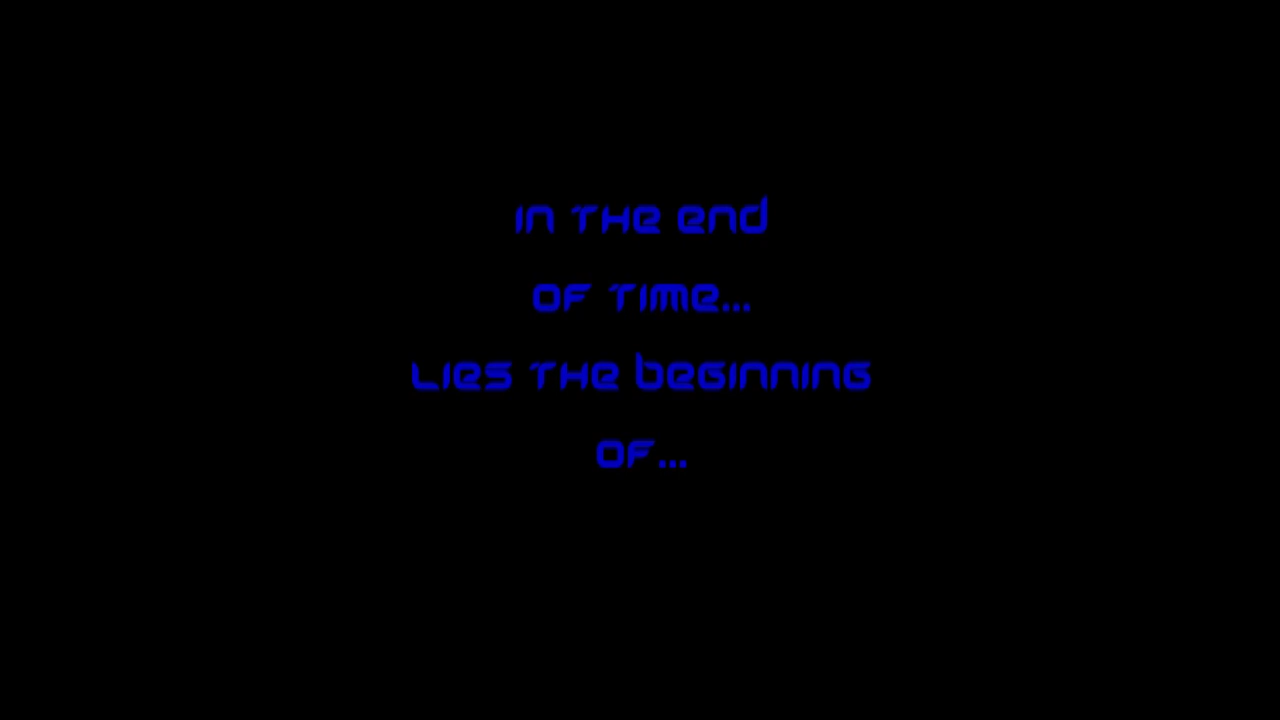 In the end
of time...
Lies the beginning
of...